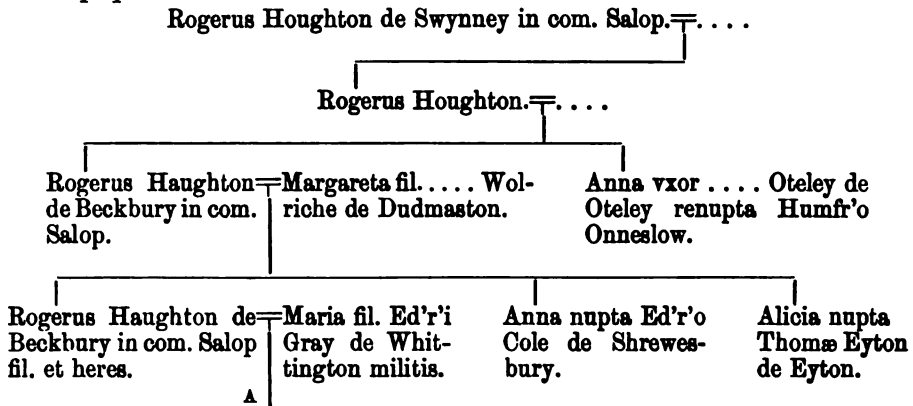 Rogerus Houghton de Swynney in com. Salop.=. . . .
Rogerus Houghton.=. . . .
Rogerus Haughton=Margareta fil. . . . . Wol-
de Beckbury in com. riche de Dudmaston.
Salop.
Anna vxor . . . . Oteley de
Oteley renupta Humfr'o
Onneslow.
Rogerus Haughton de=Maria fil. Ed'r'i
Beckbury in com. Salop Gray de Whit-
fil. et heres. tington militis.
Anna nupta Ed'r'o
Cole de Shrewes-
bury.
Alicia nupta
Thomæ Eyton
de Eyton.
A